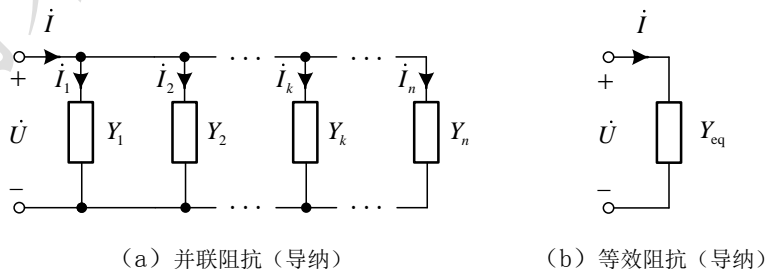 İ İ
+ İ₁ İ₂ İₖ İₙ +
U̇ Y₁ Y₂ ··· Yₖ ··· Yₙ U̇ Y_eq
− −
（a）并联阻抗（导纳） （b）等效阻抗（导纳）